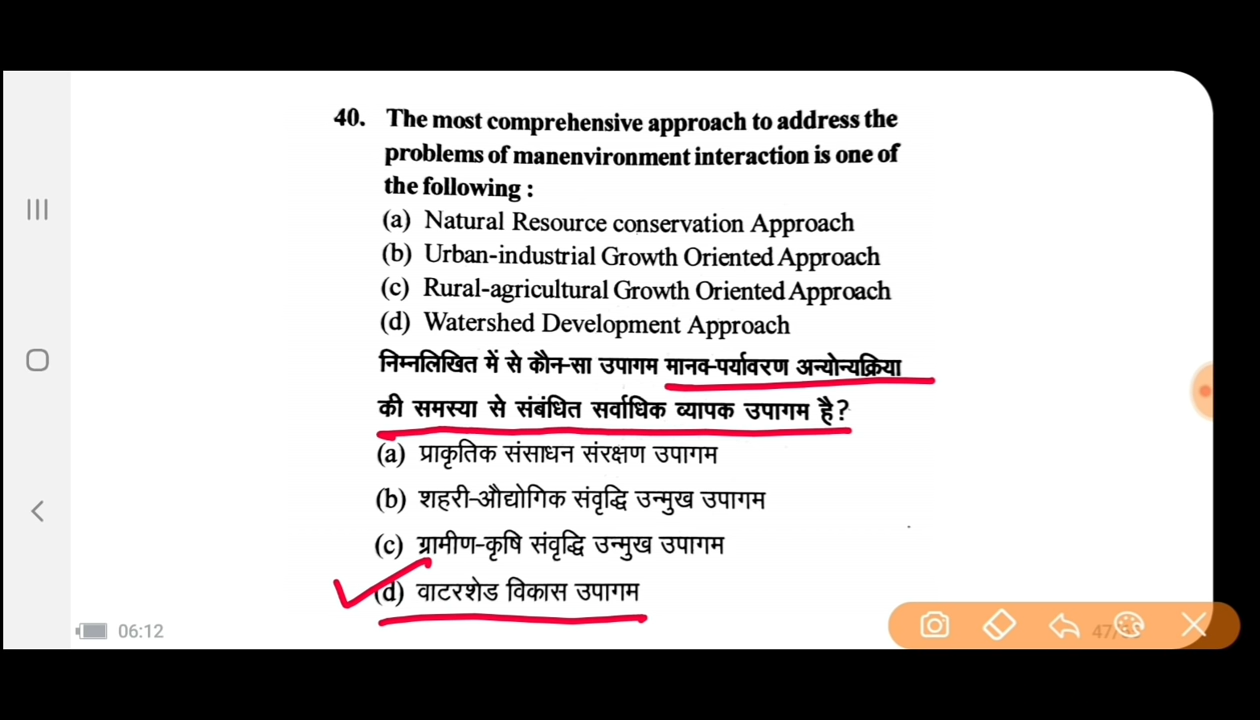 40. The most comprehensive approach to address the
problems of manenvironment interaction is one of
the following :
(a) Natural Resource conservation Approach
(b) Urban-industrial Growth Oriented Approach
(c) Rural-agricultural Growth Oriented Approach
(d) Watershed Development Approach
निम्नलिखित में से कौन-सा उपागम मानव-पर्यावरण अन्योन्यक्रिया
की समस्या से संबंधित सर्वाधिक व्यापक उपागम है?
(a) प्राकृतिक संसाधन संरक्षण उपागम
(b) शहरी-औद्योगिक संवृद्धि उन्मुख उपागम
(c) ग्रामीण-कृषि संवृद्धि उन्मुख उपागम
(d) वाटरशेड विकास उपागम
06:12